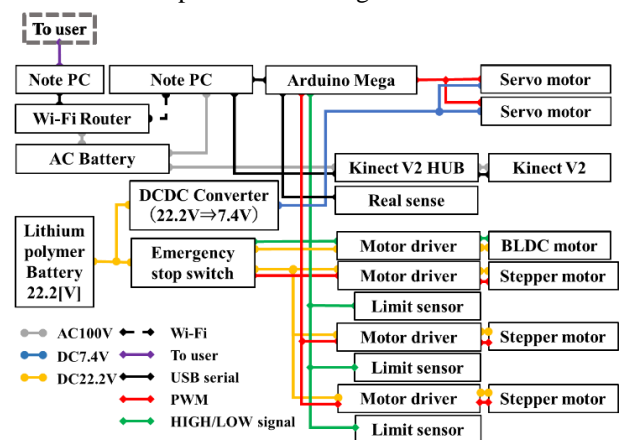 To user
Note PC
Note PC
Arduino Mega
Servo motor
Servo motor
Wi-Fi Router
AC Battery
Kinect V2 HUB
Kinect V2
DCDC Converter
（22.2V⇒7.4V）
Real sense
Lithium
polymer
Battery
22.2[V]
Emergency
stop switch
Motor driver
BLDC motor
Motor driver
Stepper motor
Limit sensor
Motor driver
Stepper motor
Limit sensor
Motor driver
Stepper motor
Limit sensor
AC100V
DC7.4V
DC22.2V
Wi-Fi
To user
USB serial
PWM
HIGH/LOW signal